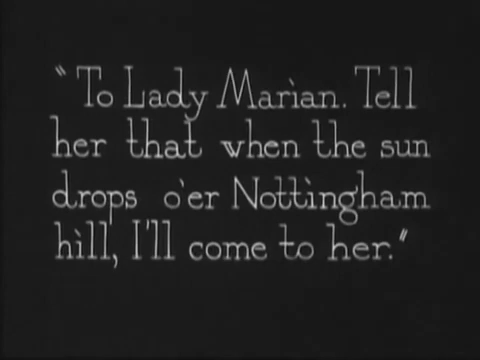 "To Lady Marian. Tell
her that when the sun
drops o'er Nottingham
hill, I'll come to her."